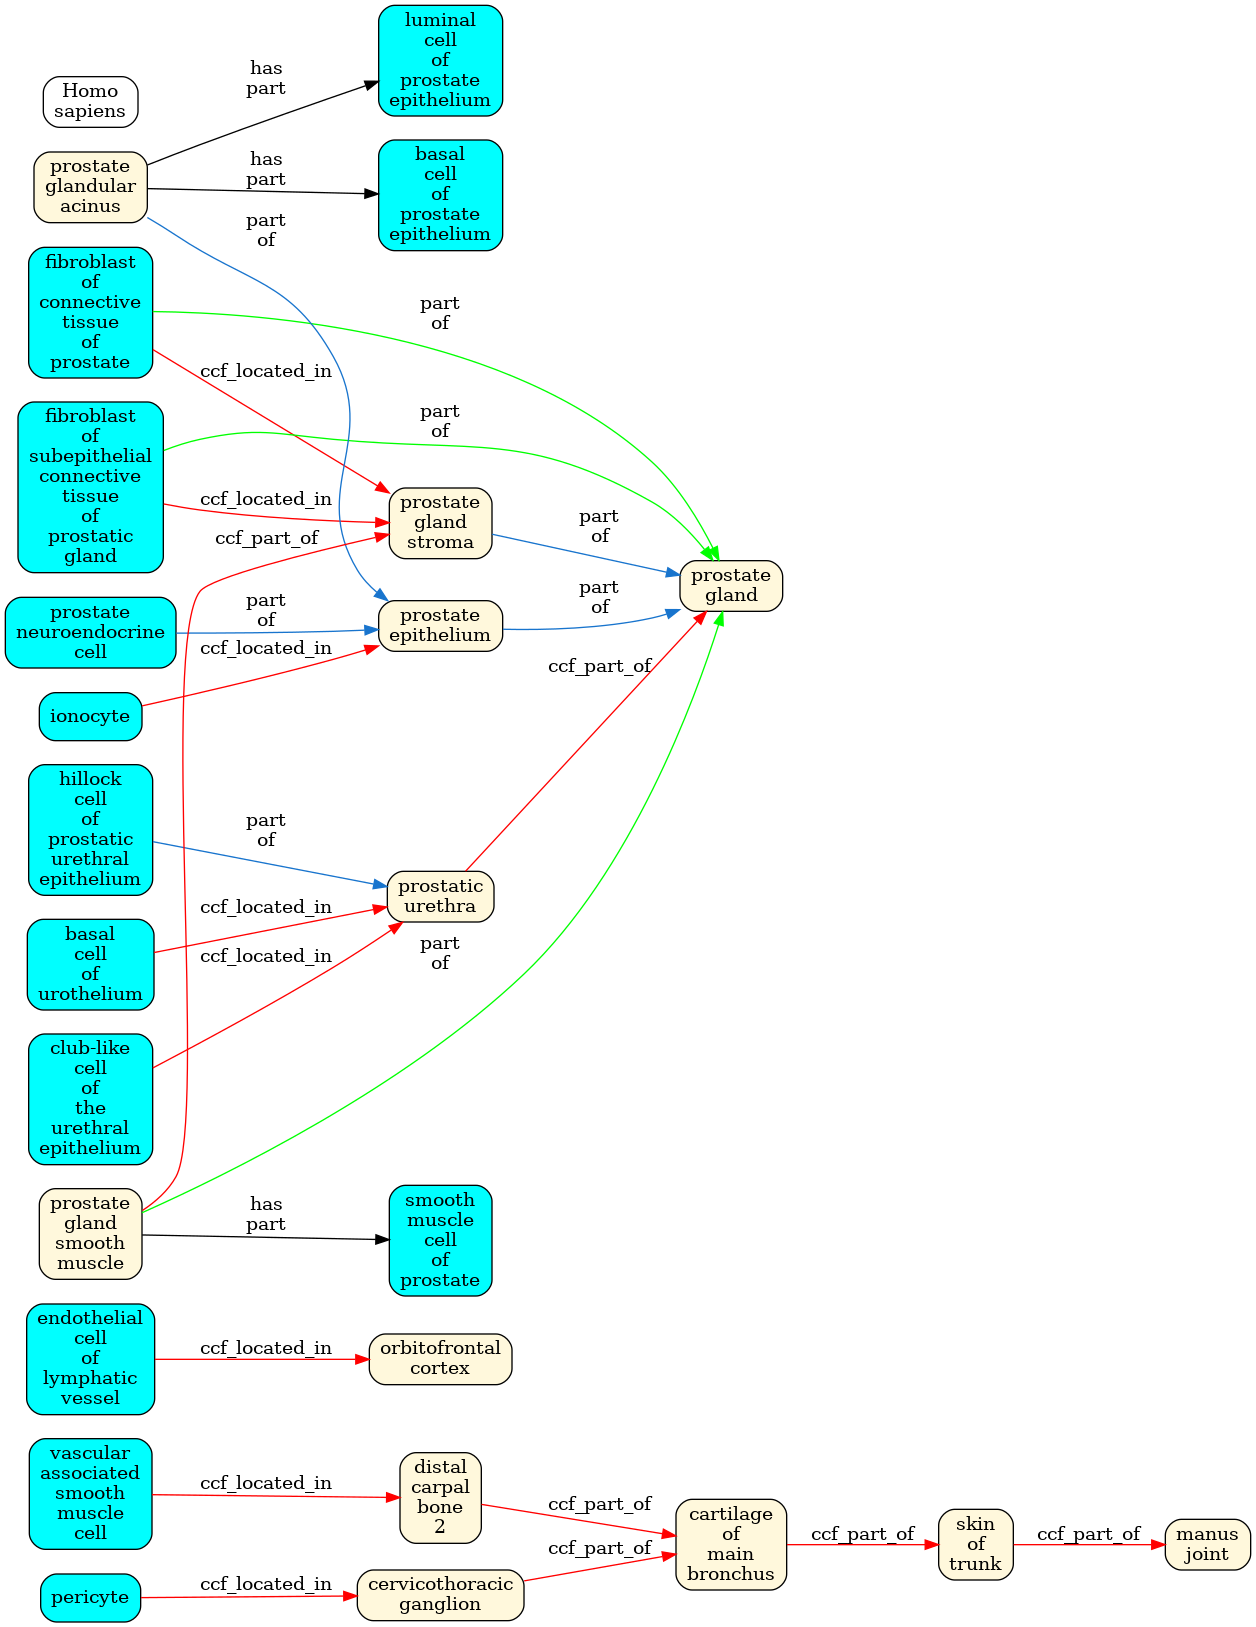 luminal
cell
of
prostate
epithelium
has
part
Homo
sapiens
prostate
glandular
acinus
has
part
basal
cell
of
prostate
epithelium
part
of
fibroblast
of
connective
tissue
of
prostate
part
of
ccf_located_in
fibroblast
of
subepithelial
connective
tissue
of
prostatic
gland
part
of
ccf_located_in
ccf_part_of
prostate
gland
stroma
part
of
prostate
gland
prostate
neuroendocrine
cell
part
of
prostate
epithelium
part
of
ccf_located_in
ccf_part_of
ionocyte
hillock
cell
of
prostatic
urethral
epithelium
part
of
prostatic
urethra
ccf_located_in
basal
cell
of
urothelium
ccf_located_in
part
of
club-like
cell
of
the
urethral
epithelium
prostate
gland
smooth
muscle
has
part
smooth
muscle
cell
of
prostate
endothelial
cell
of
lymphatic
vessel
ccf_located_in
orbitofrontal
cortex
vascular
associated
smooth
muscle
cell
ccf_located_in
distal
carpal
bone
2
ccf_part_of
ccf_part_of
cartilage
of
main
bronchus
ccf_part_of
skin
of
trunk
ccf_part_of
manus
joint
pericyte
ccf_located_in
cervicothoracic
ganglion